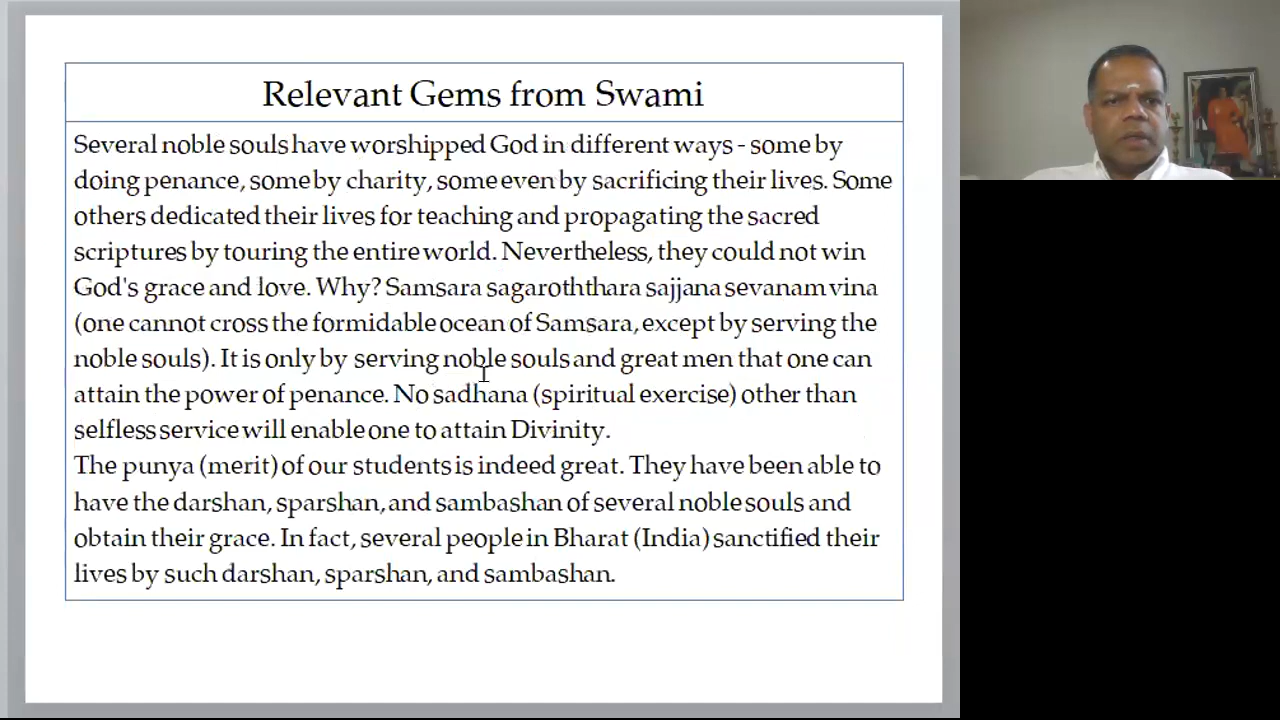 Relevant Gems from Swami
Several noble souls have worshipped God in different ways - some by
doing penance, some by charity, some even by sacrificing their lives. Some
others dedicated their lives for teaching and propagating the sacred
scriptures by touring the entire world. Nevertheless, they could not win
God's grace and love. Why? Samsara sagaroththara sajjana sevanam vina
(one cannot cross the formidable ocean of Samsara, except by serving the
noble souls). It is only by serving noble souls and great men that one can
attain the power of penance. No sadhana (spiritual exercise) other than
selfless service will enable one to attain Divinity.
The punya (merit) of our students is indeed great. They have been able to
have the darshan, sparshan, and sambashan of several noble souls and
obtain their grace. In fact, several people in Bharat (India) sanctified their
lives by such darshan, sparshan, and sambashan.